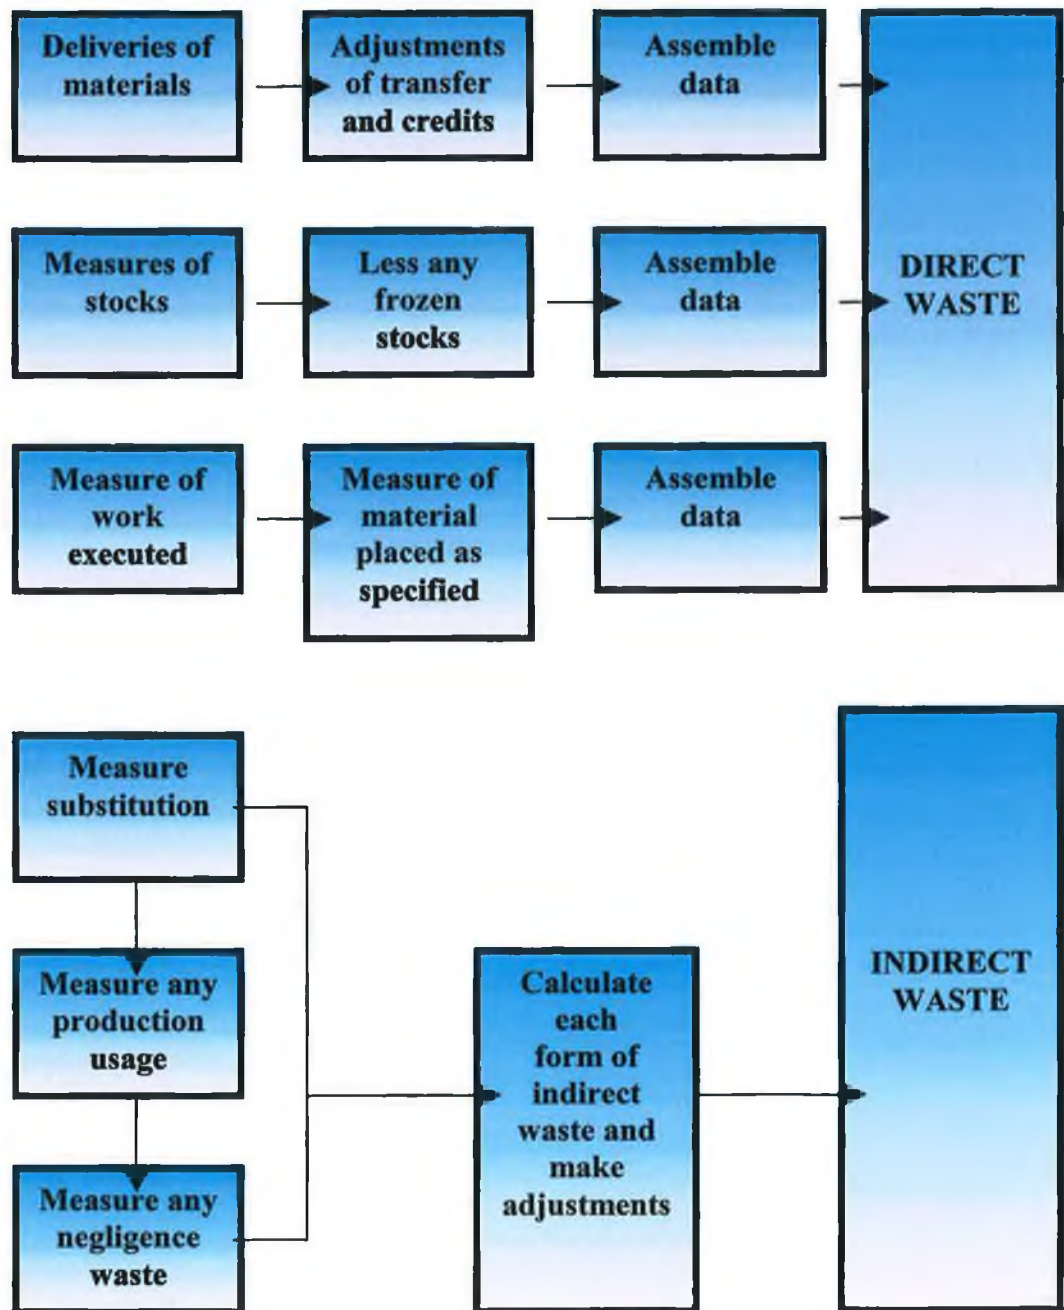 Deliveries of
materials
Adjustments
of transfer
and credits
Assemble
data
Measures of
stocks
Less any
frozen
stocks
Assemble
data
DIRECT
WASTE
Measure of
work
executed
Measure of
material
placed as
specified
Assemble
data
Measure
substitution
Measure any
production
usage
Measure any
negligence
waste
Calculate
each
form of
indirect
waste and
make
adjustments
INDIRECT
WASTE